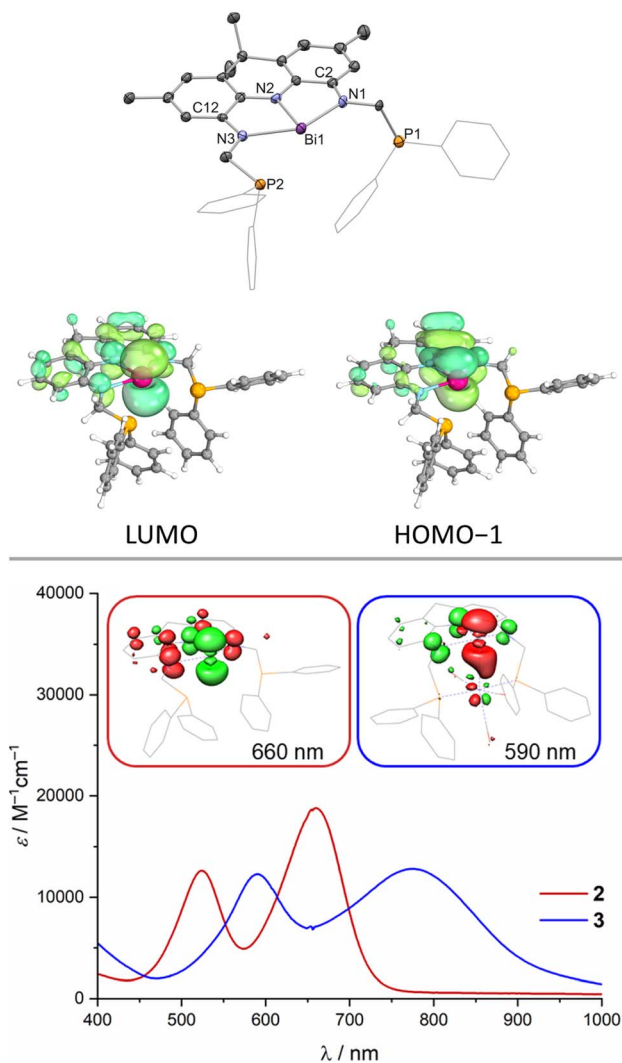 C2
N2
N1
C12
P1
N3
Bi1
P2
LUMO HOMO−1
40000
30000
20000
10000
0
ε / M⁻¹cm⁻¹
660 nm
590 nm
2
3
400 500 600 700 800 900 1000
λ / nm